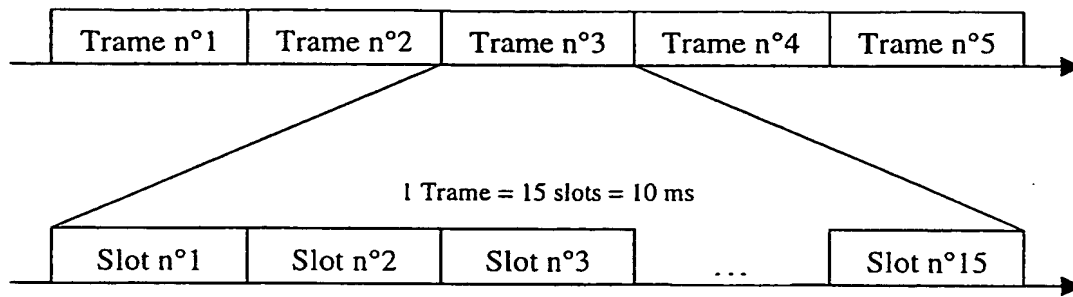 Trame n°1 Trame n°2 Trame n°3 Trame n°4 Trame n°5
1 Trame = 15 slots = 10 ms
Slot n°1 Slot n°2 Slot n°3 ... Slot n°15